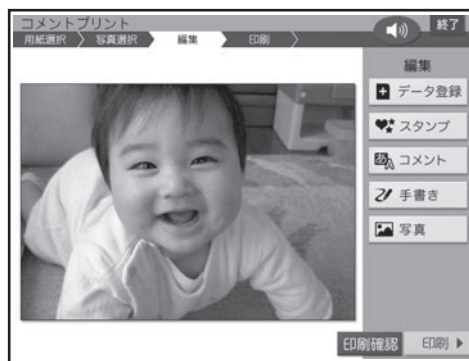 コメントプリント
終了
用紙選択 写真選択 編集 印刷
編集
データ登録
スタンプ
あA コメント
手書き
写真
印刷確認 印刷